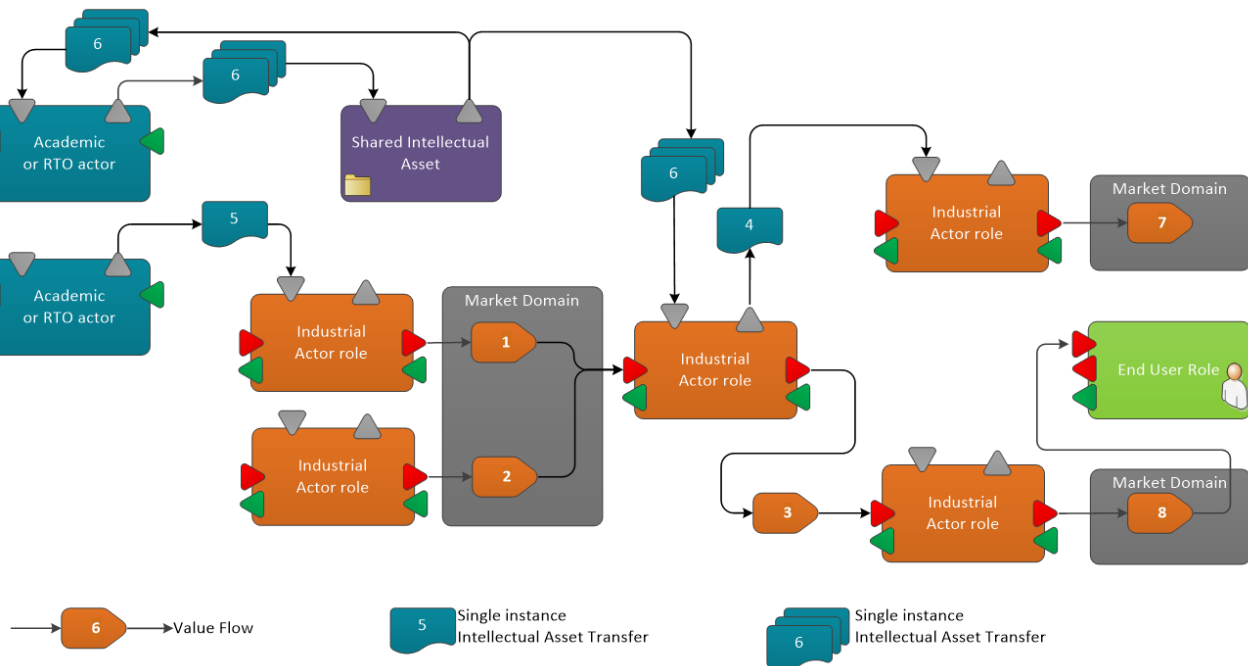 6
6
Academic
or RTO actor
Shared Intellectual
Asset
6
4
Industrial
Actor role
Market Domain
7
5
Academic
or RTO actor
Industrial
Actor role
Market Domain
1
Industrial
Actor role
End User Role
Industrial
Actor role
2
3
Industrial
Actor role
Market Domain
8
6
Value Flow
5
Single instance
Intellectual Asset Transfer
6
Single instance
Intellectual Asset Transfer